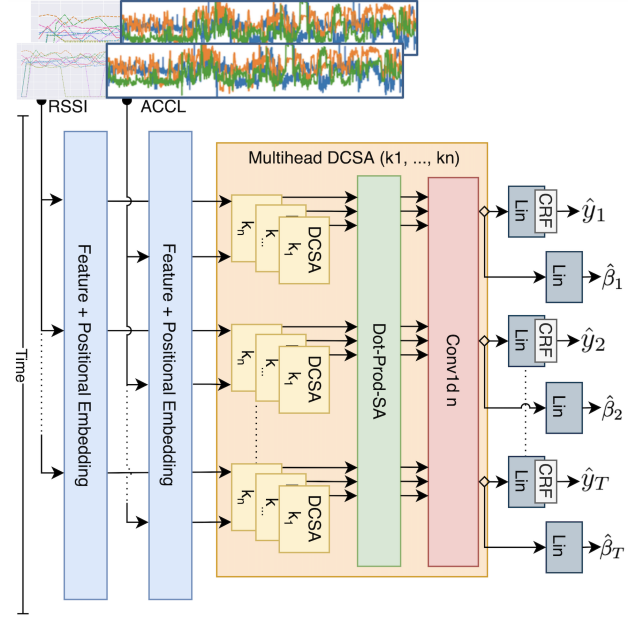 RSSI
ACCL
Time
Feature + Positional Embedding
Feature + Positional Embedding
Multihead DCSA (k1, ..., kn)
kn
k...
DCSA
k1
kn
k...
DCSA
k1
kn
k...
DCSA
k1
Dot-Prod-SA
Conv1d n
Lin
CRF
ŷ1
Lin
β̂1
Lin
CRF
ŷ2
Lin
β̂2
Lin
CRF
ŷT
Lin
β̂T